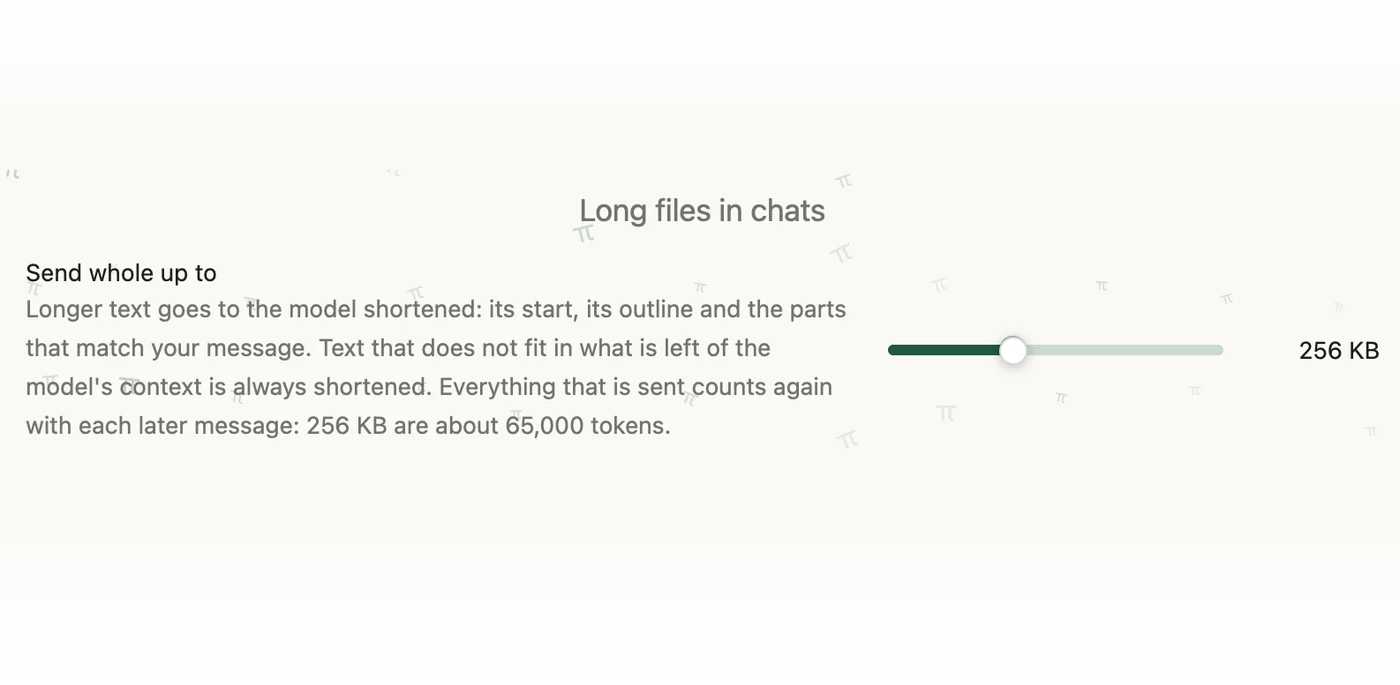 Long files in chats
Send whole up to
Longer text goes to the model shortened: its start, its outline and the parts
that match your message. Text that does not fit in what is left of the
model's context is always shortened. Everything that is sent counts again
with each later message: 256 KB are about 65,000 tokens.
256 KB